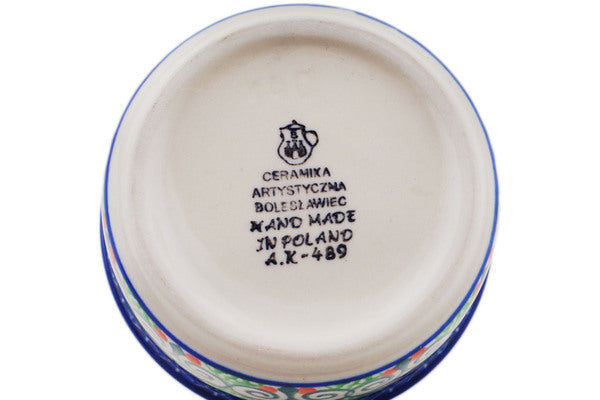 CERAMIKA
ARTYSTYCZNA
BOLESŁAWIEC
HAND MADE
IN POLAND
A.K-489